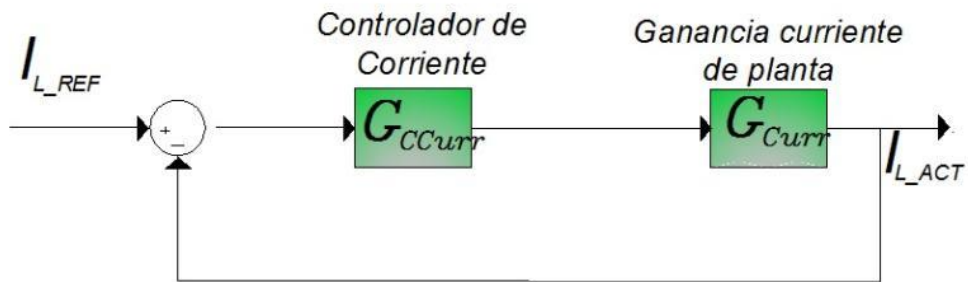 Controlador de
Corriente
Ganancia curriente
de planta
I_L_REF
+
−
G_CCurr
G_Curr
I_L_ACT